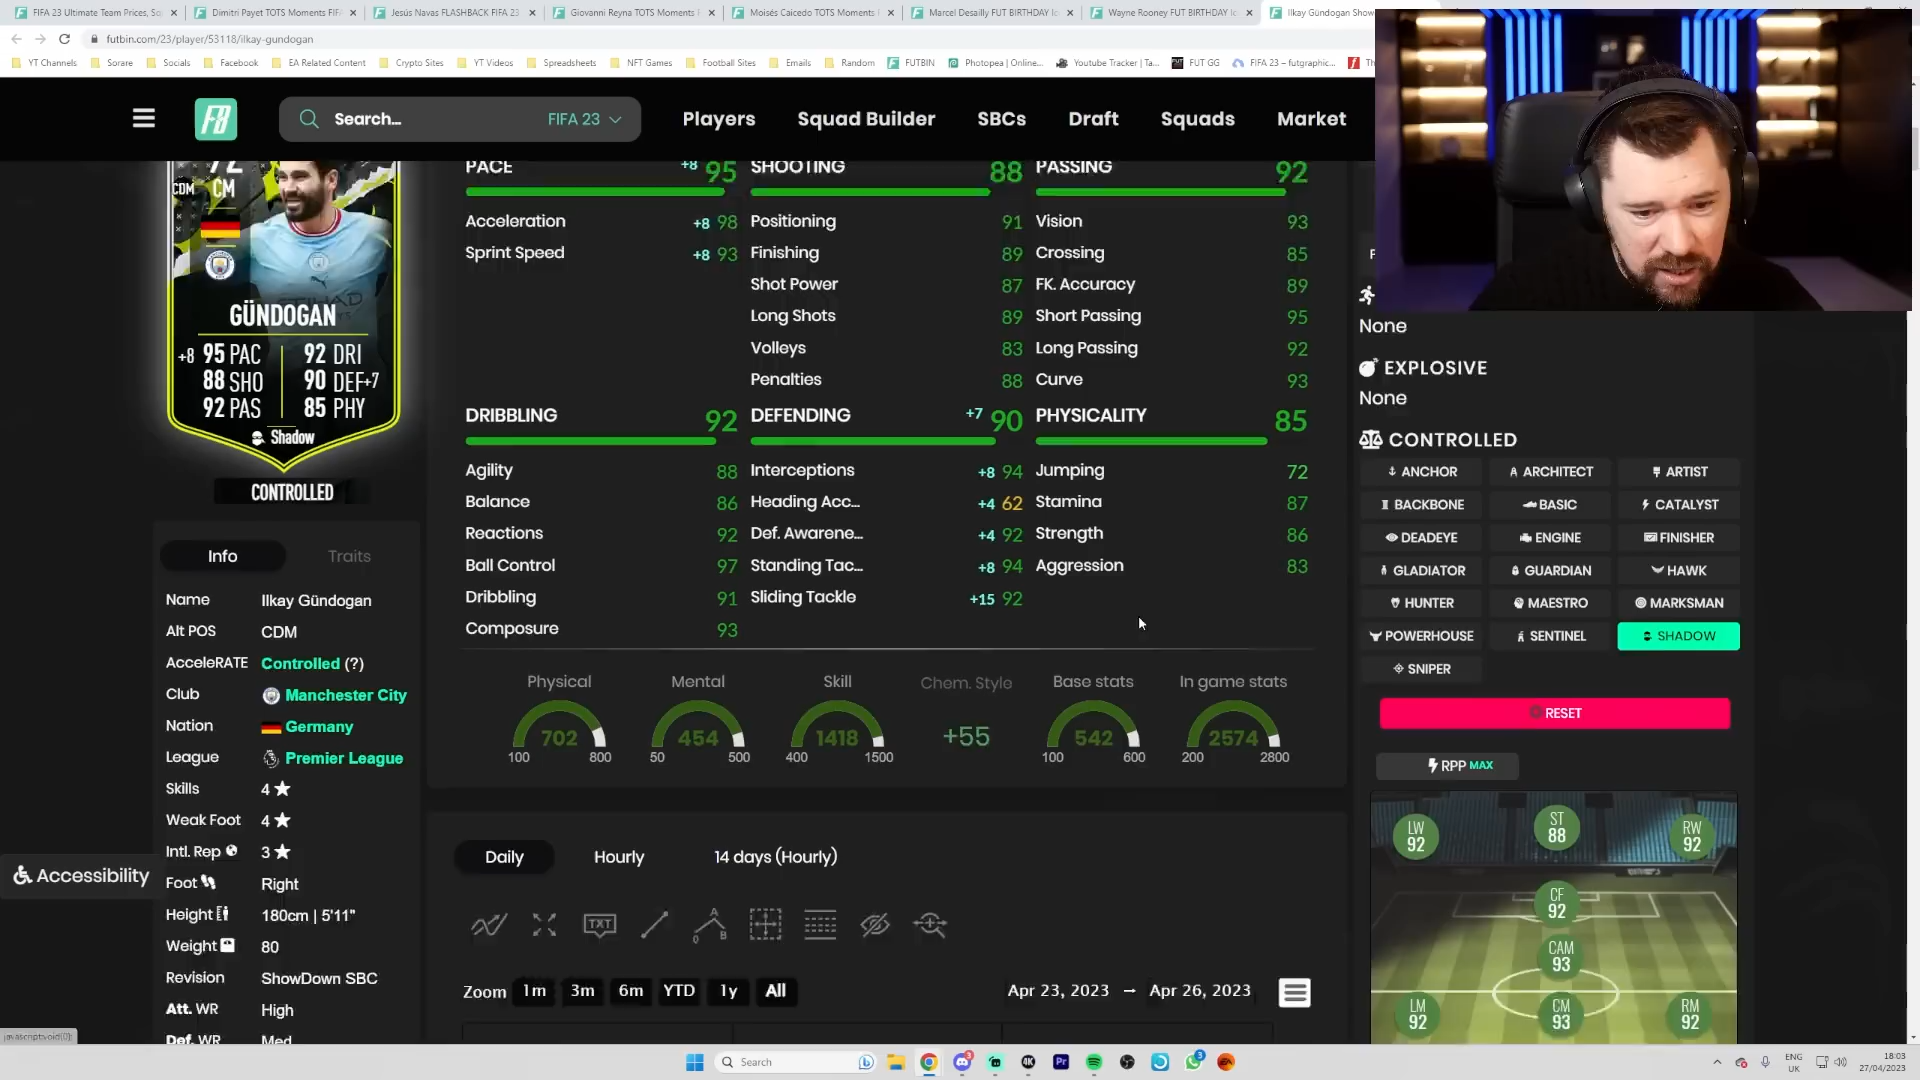 FIFA 23 Ultimate Team Prices, Sq
Dimitri Payet TOTS Moments FIF
Jesús Navas FLASHBACK FIFA 23
Giovanni Reyna TOTS Moments
Moisés Caicedo TOTS Moments
Marcel Desailly FUT BIRTHDAY Ic
Wayne Rooney FUT BIRTHDAY Ic
Ilkay Gündogan Show
futbin.com/23/player/53118/ilkay-gundogan
YT Channels
Sorare
Socials
Facebook
EA Related Content
Crypto Sites
YT Videos
Spreadsheets
NFT Games
Football Sites
Emails
Random
FUTBIN
Photopea | Online...
Youtube Tracker | Ta...
FUT GG
FIFA 23 – futgraphic...
Search...
FIFA 23
Players
Squad Builder
SBCs
Draft
Squads
Market
CDM
CM
GÜNDOGAN
+8 95 PAC 92 DRI
88 SHO 90 DEF+7
92 PAS 85 PHY
Shadow
CONTROLLED
Info
Traits
Name Ilkay Gündogan
Alt POS CDM
AcceleRATE Controlled (?)
Club Manchester City
Nation Germany
League Premier League
Skills 4
Weak Foot 4
Intl. Rep 3
Foot Right
Height 180cm | 5'11"
Weight 80
Revision ShowDown SBC
Att. WR High
Def. WR Med
Accessibility
PACE +8 95
Acceleration +8 98
Sprint Speed +8 93
SHOOTING 88
Positioning 91
Finishing 89
Shot Power 87
Long Shots 89
Volleys 83
Penalties 88
PASSING 92
Vision 93
Crossing 85
FK. Accuracy 89
Short Passing 95
Long Passing 92
Curve 93
DRIBBLING 92
Agility 88
Balance 86
Reactions 92
Ball Control 97
Dribbling 91
Composure 93
DEFENDING +7 90
Interceptions +8 94
Heading Acc... +4 62
Def. Awarene... +4 92
Standing Tac... +8 94
Sliding Tackle +15 92
PHYSICALITY 85
Jumping 72
Stamina 87
Strength 86
Aggression 83
Physical Mental Skill Chem. Style Base stats In game stats
702 454 1418 +55 542 2574
100 800 50 500 400 1500 100 600 200 2800
Daily
Hourly
14 days (Hourly)
TXT
A
B
Zoom 1m 3m 6m YTD 1y All
Apr 23, 2023 → Apr 26, 2023
None
EXPLOSIVE
None
CONTROLLED
ANCHOR ARCHITECT ARTIST
BACKBONE BASIC CATALYST
DEADEYE ENGINE FINISHER
GLADIATOR GUARDIAN HAWK
HUNTER MAESTRO MARKSMAN
POWERHOUSE SENTINEL SHADOW
SNIPER
RESET
RPP MAX
LW 92
ST 88
RW 92
CF 92
CAM 93
LM 92
CM 93
RM 92
javascript:void(0);
Search
Pr
4K
3
3
ENG
UK
18:03
27/04/2023